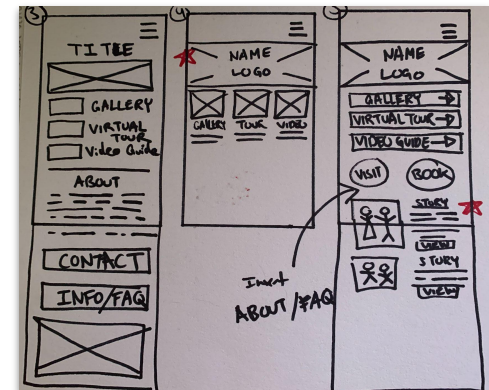 3
TITLE
GALLERY
VIRTUAL
TOUR
Video Guide
ABOUT
CONTACT
INFO/FAQ
4
NAME
LOGO
GALLERY TOUR VIDEO
Insert
ABOUT/FAQ
NAME
LOGO
GALLERY
VIRTUAL TOUR
VIDEO GUIDE
VISIT BOOK
STORY
VIEW
STORY
VIEW